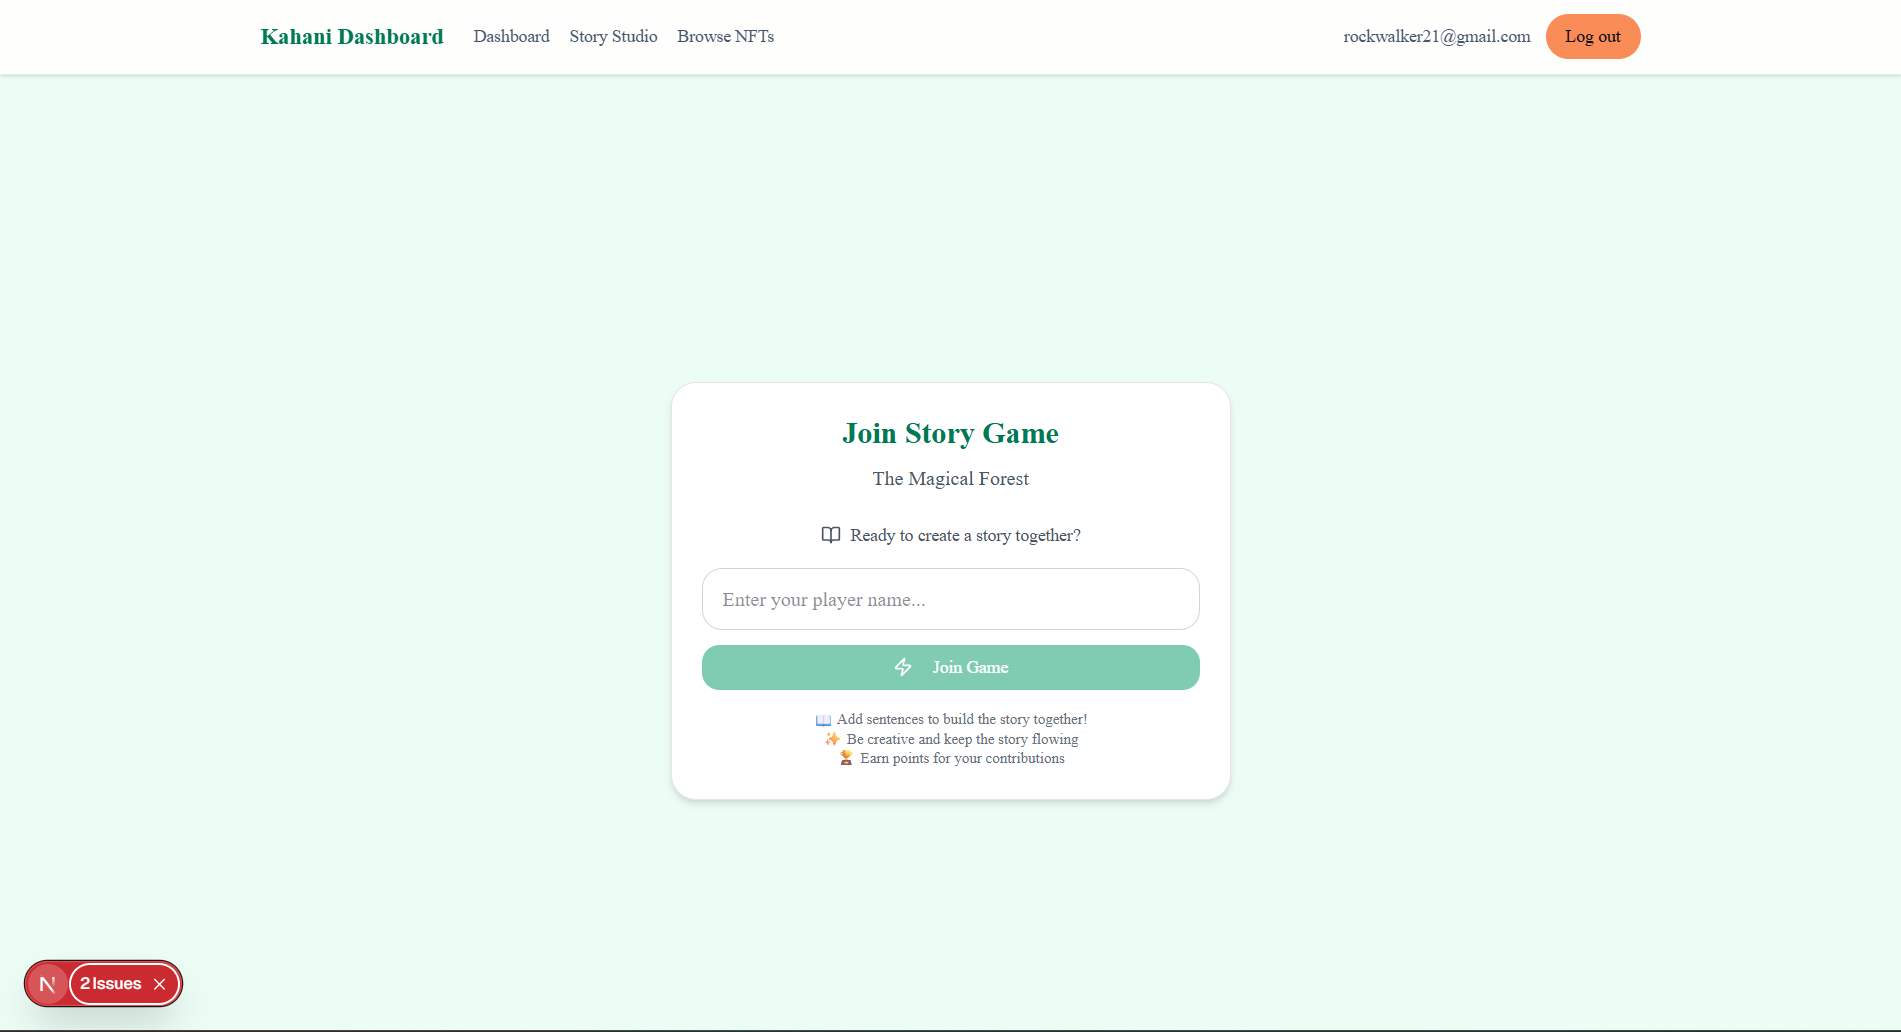 Kahani Dashboard Dashboard Story Studio Browse NFTs rockwalker21@gmail.com Log out
Join Story Game
The Magical Forest
Ready to create a story together?
Enter your player name...
Join Game
📖 Add sentences to build the story together!
✨ Be creative and keep the story flowing
🏆 Earn points for your contributions
N 2 Issues